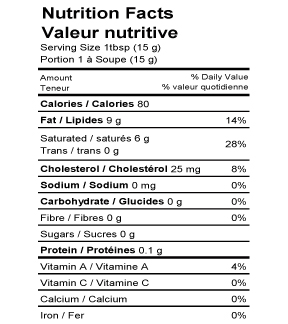 Nutrition Facts
Valeur nutritive
Serving Size 1tbsp (15 g)
Portion 1 à Soupe (15 g)
Amount % Daily Value
Teneur % valeur quotidienne
Calories / Calories 80
Fat / Lipides 9 g 14%
Saturated / saturés 6 g
Trans / trans 0 g 28%
Cholesterol / Cholestérol 25 mg 8%
Sodium / Sodium 0 mg 0%
Carbohydrate / Glucides 0 g 0%
Fibre / Fibres 0 g 0%
Sugars / Sucres 0 g
Protein / Protéines 0.1 g
Vitamin A / Vitamine A 4%
Vitamin C / Vitamine C 0%
Calcium / Calcium 0%
Iron / Fer 0%